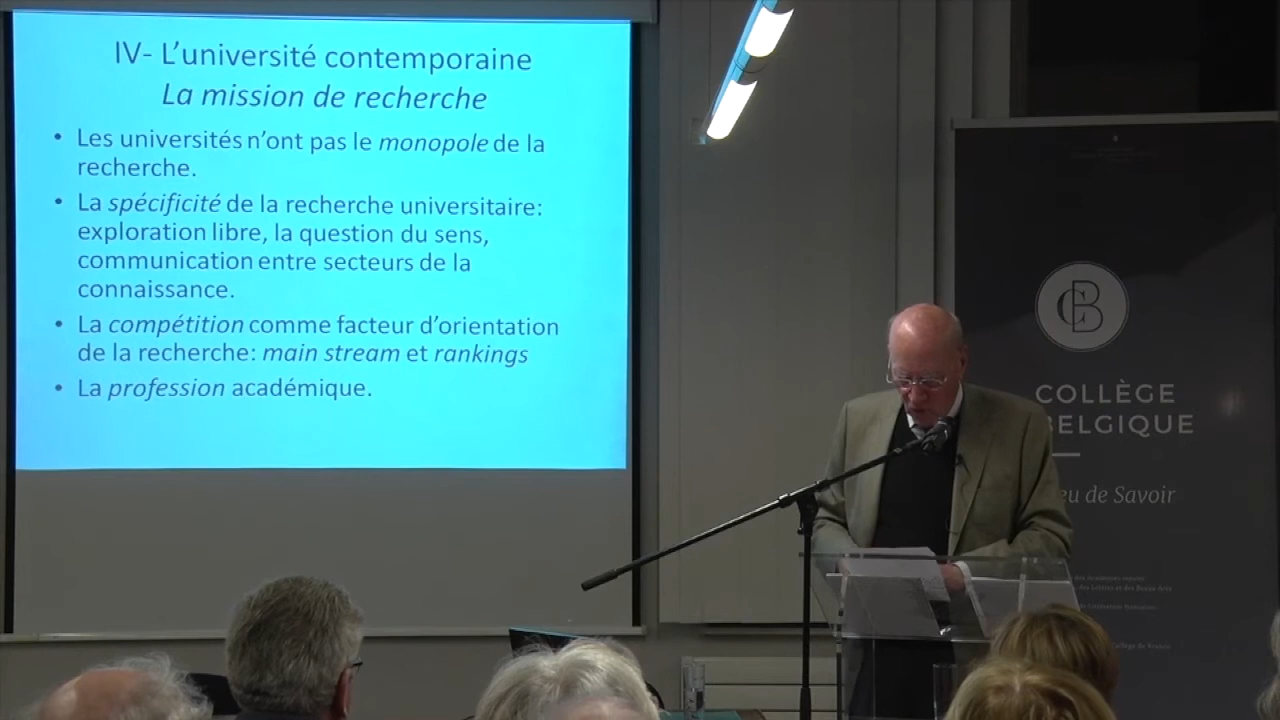 IV- L’université contemporaine
La mission de recherche
• Les universités n’ont pas le monopole de la
recherche.
• La spécificité de la recherche universitaire:
exploration libre, la question du sens,
communication entre secteurs de la
connaissance.
• La compétition comme facteur d’orientation
de la recherche: main stream et rankings
• La profession académique.
CB
COLLÈGE
BELGIQUE
eu de Savoir